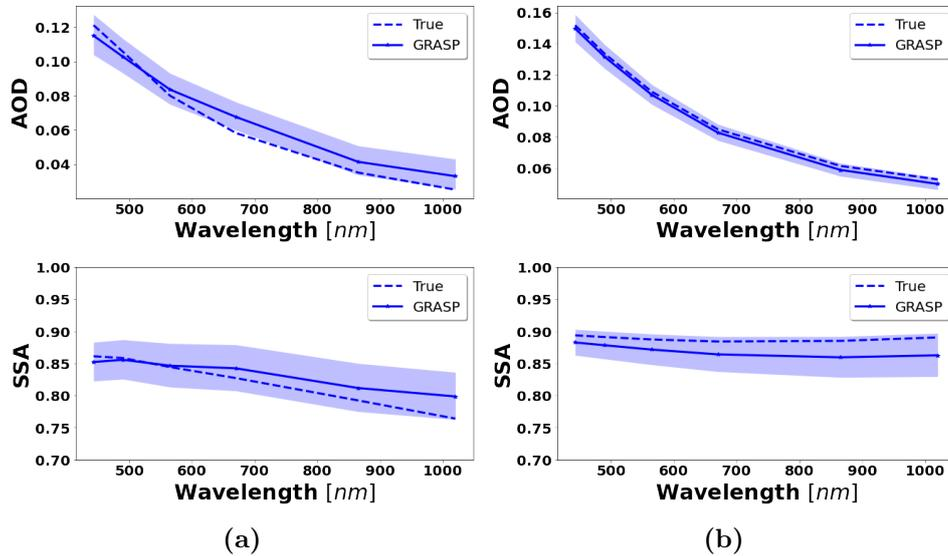 0.12
0.10
0.08
0.06
0.04
AOD
True
GRASP
500 600 700 800 900 1000
Wavelength [nm]
0.16
0.14
0.12
0.10
0.08
0.06
AOD
True
GRASP
500 600 700 800 900 1000
Wavelength [nm]
1.00
0.95
0.90
0.85
0.80
0.75
0.70
SSA
True
GRASP
500 600 700 800 900 1000
Wavelength [nm]
(a)
1.00
0.95
0.90
0.85
0.80
0.75
0.70
SSA
True
GRASP
500 600 700 800 900 1000
Wavelength [nm]
(b)